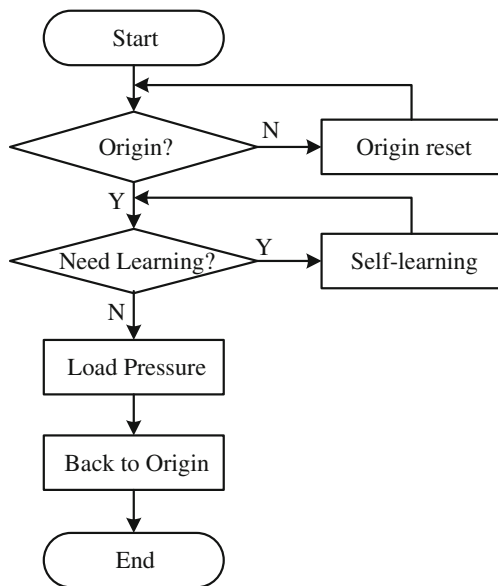 Start
Origin?
N
Origin reset
Y
Need Learning?
Y
Self-learning
N
Load Pressure
Back to Origin
End